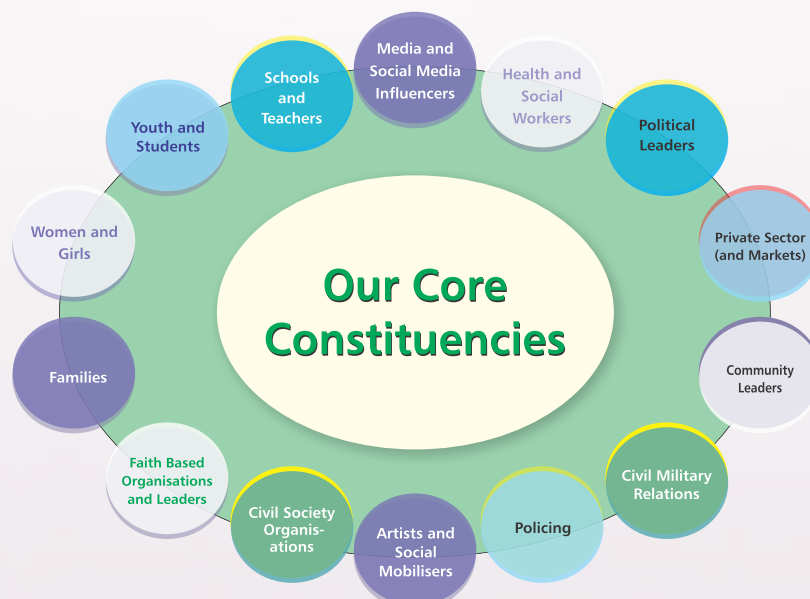 Our Core
Constituencies
Media and
Social Media
Influencers
Health and
Social
Workers
Political
Leaders
Private Sector
(and Markets)
Community
Leaders
Civil Military
Relations
Policing
Artists and
Social
Mobilisers
Civil Society
Organis-
ations
Faith Based
Organisations
and Leaders
Families
Women and
Girls
Youth and
Students
Schools
and
Teachers